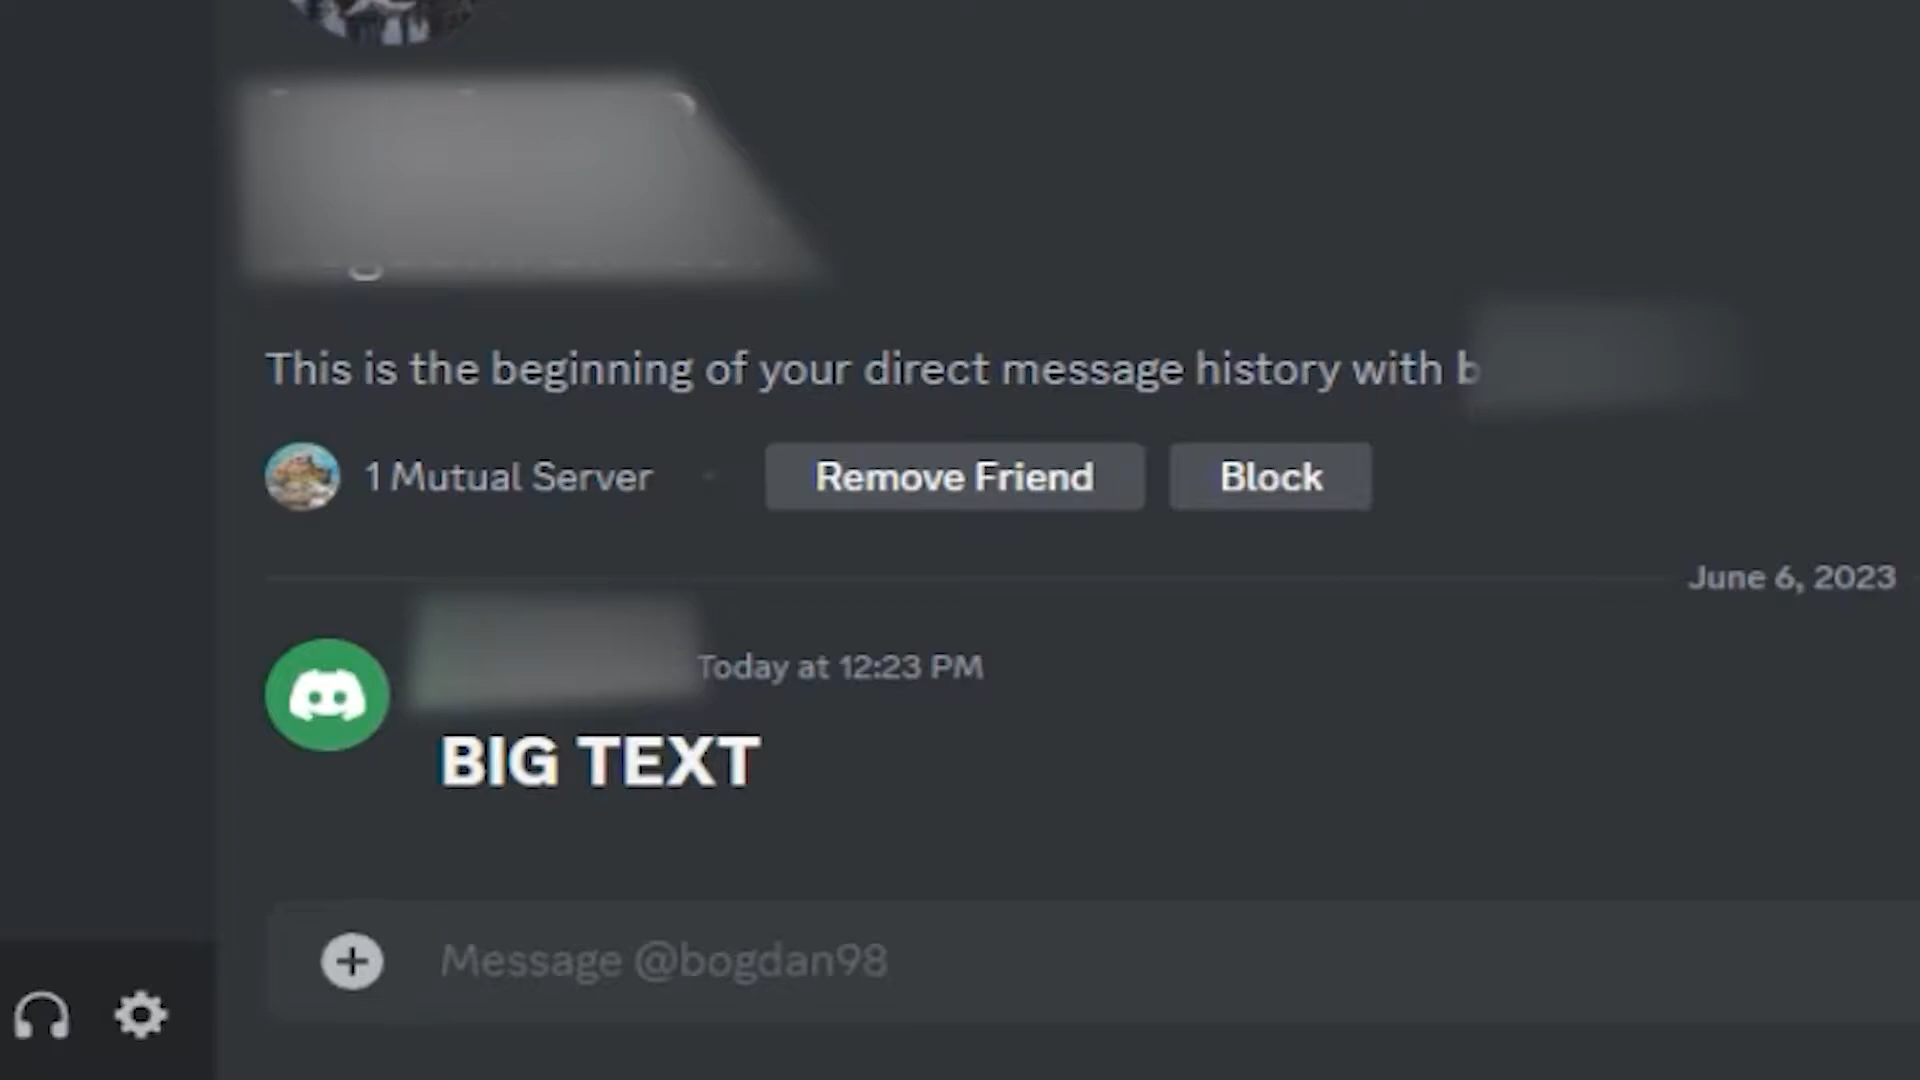 This is the beginning of your direct message history with b
1 Mutual Server
Remove Friend
Block
June 6, 2023
Today at 12:23 PM
BIG TEXT
Message @bogdan98